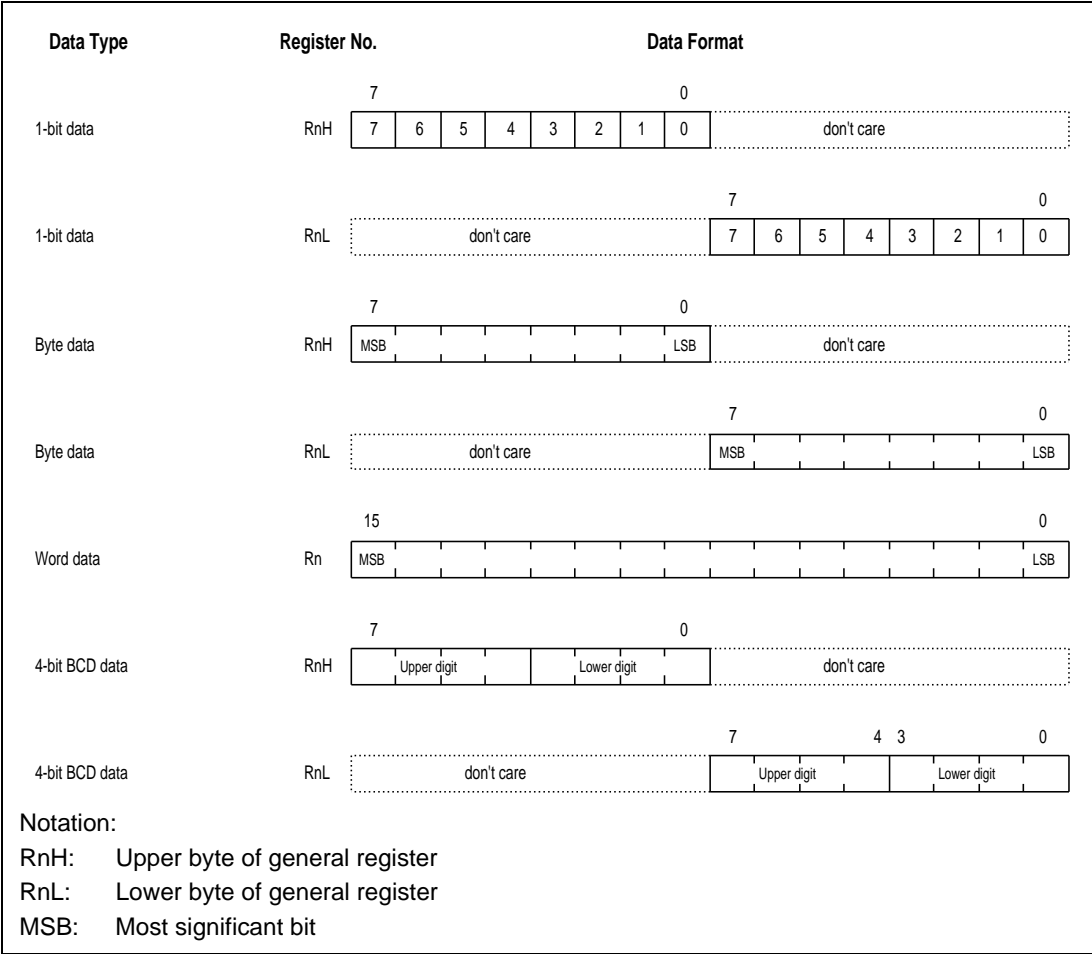 Data Type Register No. Data Format
7 0
1-bit data RnH 7 6 5 4 3 2 1 0 don't care
7 0
1-bit data RnL don't care 7 6 5 4 3 2 1 0
7 0
Byte data RnH MSB LSB don't care
7 0
Byte data RnL don't care MSB LSB
15 0
Word data Rn MSB LSB
7 0
4-bit BCD data RnH Upper digit Lower digit don't care
7 4 3 0
4-bit BCD data RnL don't care Upper digit Lower digit
Notation:
RnH: Upper byte of general register
RnL: Lower byte of general register
MSB: Most significant bit